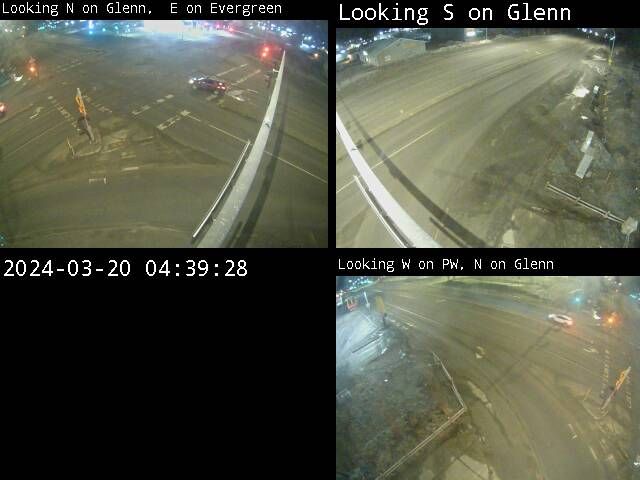 Looking N on Glenn,  E on Evergreen
Looking S on Glenn
2024-03-20 04:39:28
Looking W on PW, N on Glenn